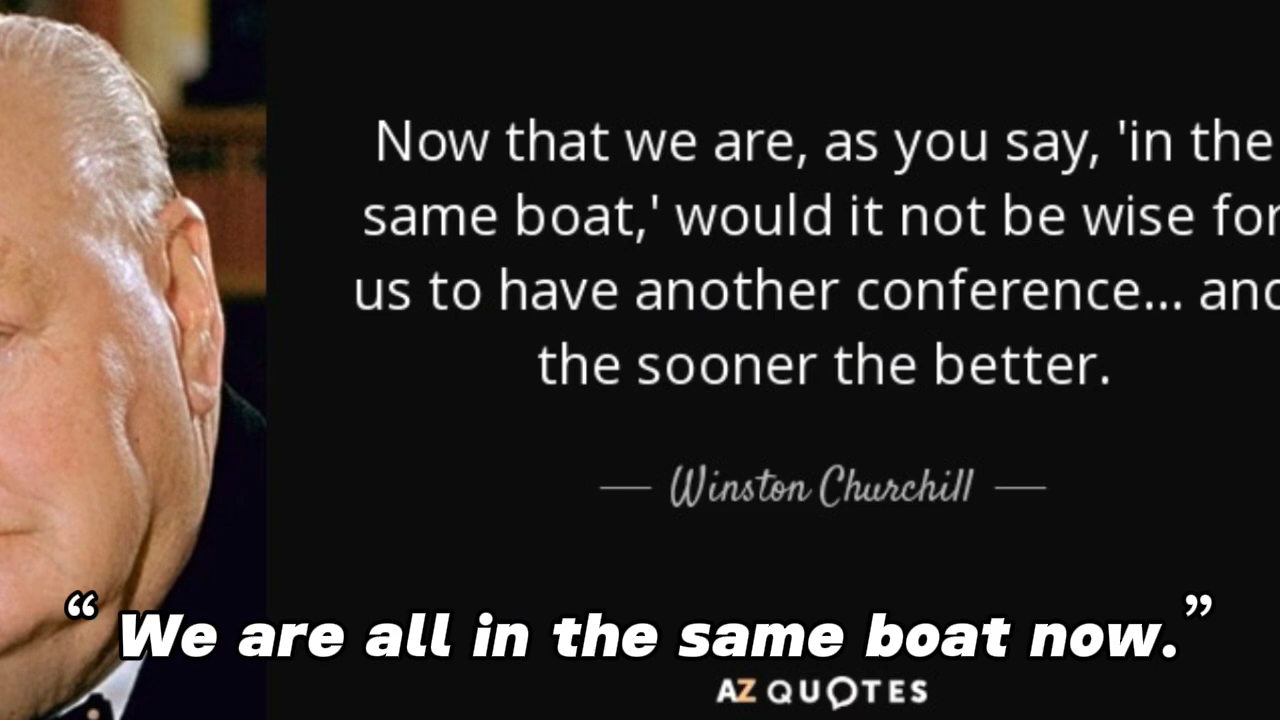 Now that we are, as you say, 'in the
same boat,' would it not be wise for
us to have another conference... and
the sooner the better.
Winston Churchill
“ We are all in the same boat now.”
AZ QUOTES